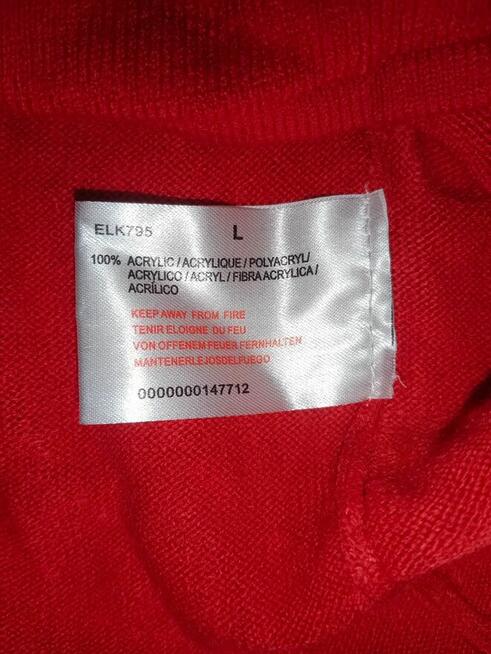 ELK795 L
100% ACRYLIC / ACRYLIQUE / POLYACRYL/
ACRYLICO / ACRYL / FIBRA ACRYLICA /
ACRÍLICO
KEEP AWAY FROM FIRE
TENIR ELOIGNE DU FEU
VON OFFENEM FEUER FERNHALTEN
MANTENERLEJOSDELFUEGO
0000000147712